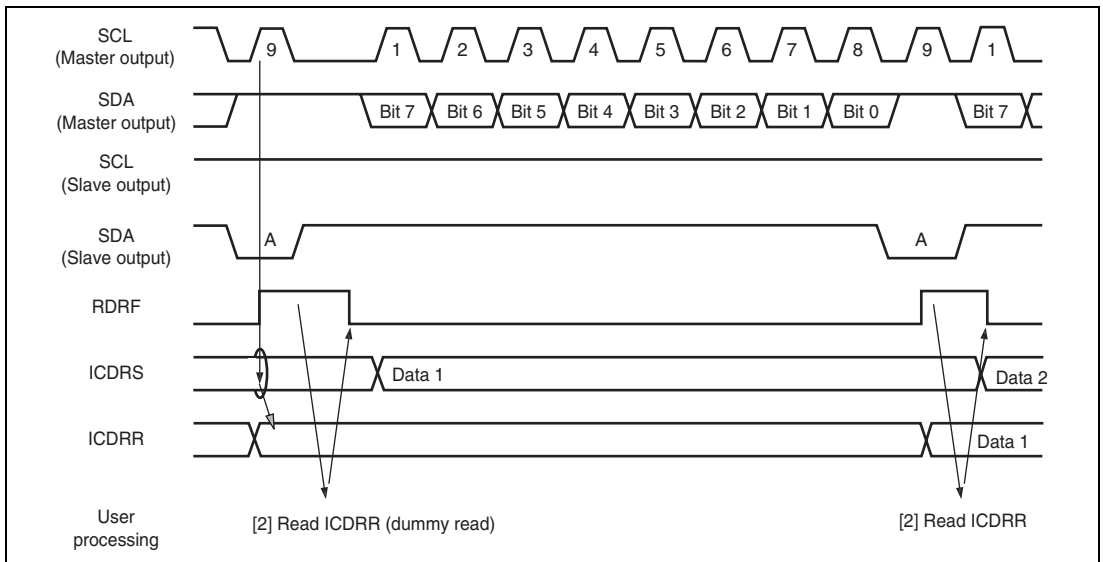 SCL
(Master output)
9 1 2 3 4 5 6 7 8 9 1
SDA
(Master output)
Bit 7 Bit 6 Bit 5 Bit 4 Bit 3 Bit 2 Bit 1 Bit 0 Bit 7
SCL
(Slave output)
SDA
(Slave output)
A A
RDRF
ICDRS
Data 1 Data 2
ICDRR
Data 1
User
processing
[2] Read ICDRR (dummy read) [2] Read ICDRR